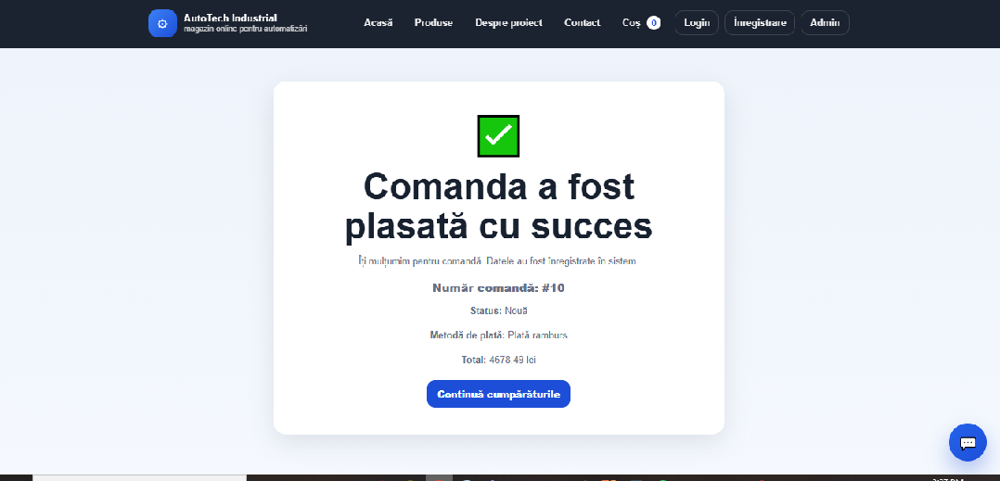 AutoTech Industrial
magazin online pentru automatizări
Acasă Produse Despre proiect Contact Coș 0 Login Înregistrare Admin
Comanda a fost
plasată cu succes
Îți mulțumim pentru comandă. Datele au fost înregistrate în sistem.
Număr comandă: #10
Status: Nouă
Metodă de plată: Plată ramburs
Total: 4678.49 lei
Continuă cumpărăturile